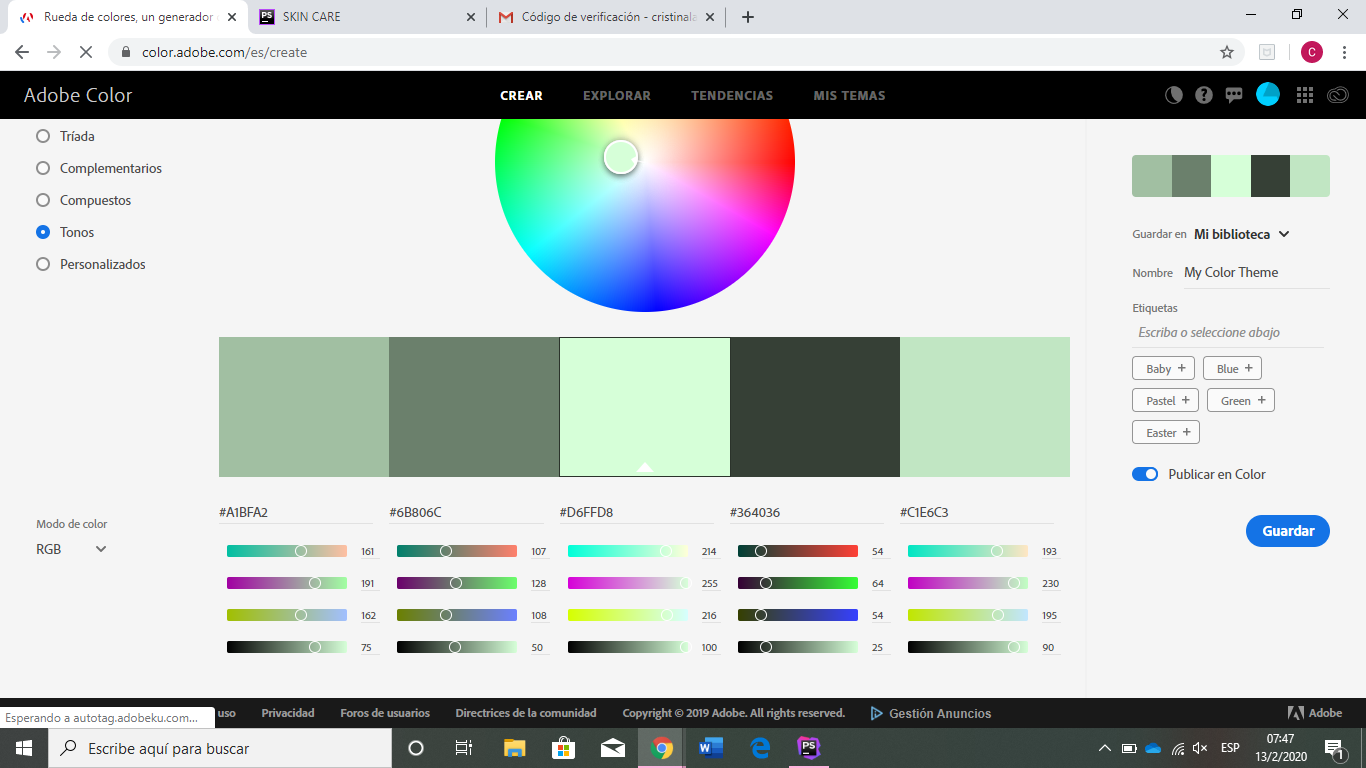 Rueda de colores, un generador
SKIN CARE
Código de verificación - cristinala
color.adobe.com/es/create
C
Adobe Color
CREAR
EXPLORAR
TENDENCIAS
MIS TEMAS
Tríada
Complementarios
Compuestos
Tonos
Personalizados
Guardar en Mi biblioteca
Nombre My Color Theme
Etiquetas
Escriba o seleccione abajo
Baby +
Blue +
Pastel +
Green +
Easter +
Publicar en Color
Guardar
Modo de color
RGB
#A1BFA2
#6B806C
#D6FFD8
#364036
#C1E6C3
161 107 214 54 193
191 128 255 64 230
162 108 216 54 195
75 50 100 25 90
Esperando a autotag.adobeku.com...
uso
Privacidad
Foros de usuarios
Directrices de la comunidad
Copyright © 2019 Adobe. All rights reserved.
Gestión Anuncios
Adobe
Escribe aquí para buscar
ESP
07:47
13/2/2020
1